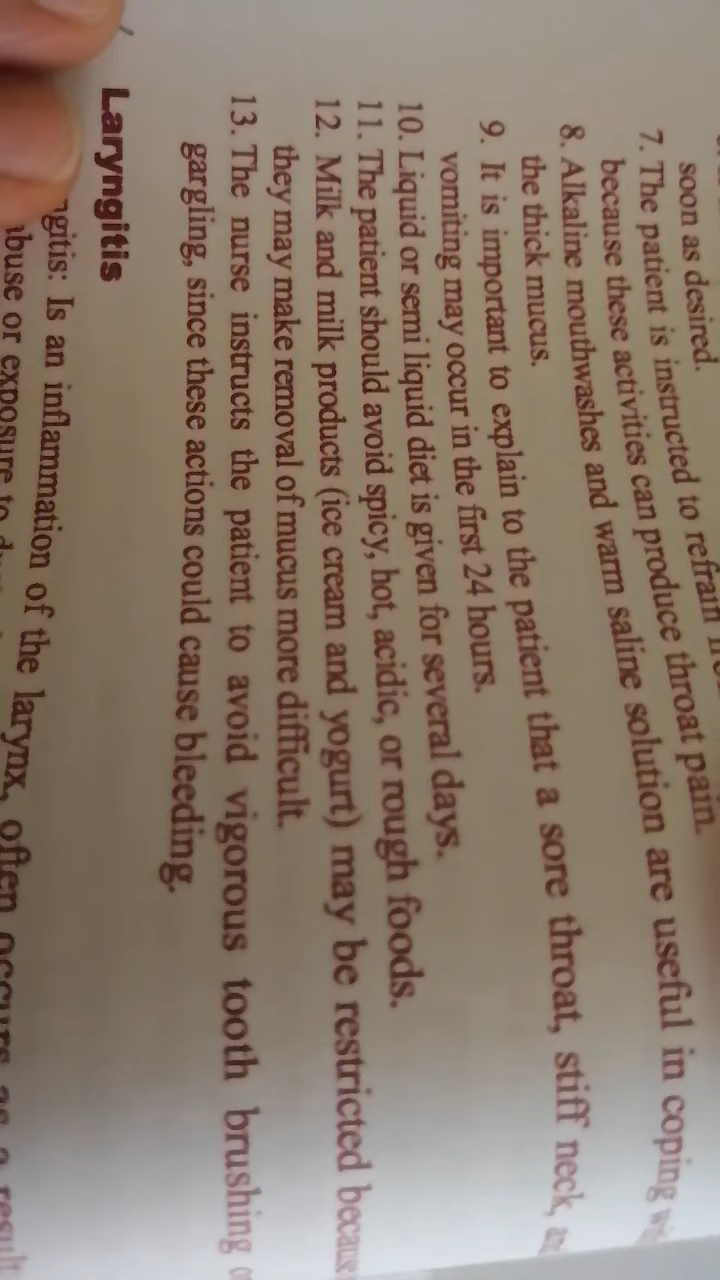 soon as desired.
7. The patient is instructed to refrain
because these activities can produce throat pain.
8. Alkaline mouthwashes and warm saline solution are useful in coping
the thick mucus.
9. It is important to explain to the patient that a sore throat, stiff neck,
vomiting may occur in the first 24 hours.
10. Liquid or semi liquid diet is given for several days.
11. The patient should avoid spicy, hot, acidic, or rough foods.
12. Milk and milk products (ice cream and yogurt) may be restricted because
they may make removal of mucus more difficult.
13. The nurse instructs the patient to avoid vigorous tooth brushing
gargling, since these actions could cause bleeding.
Laryngitis
ngitis: Is an inflammation of the larynx, often occurs as a result
abuse or exposure to